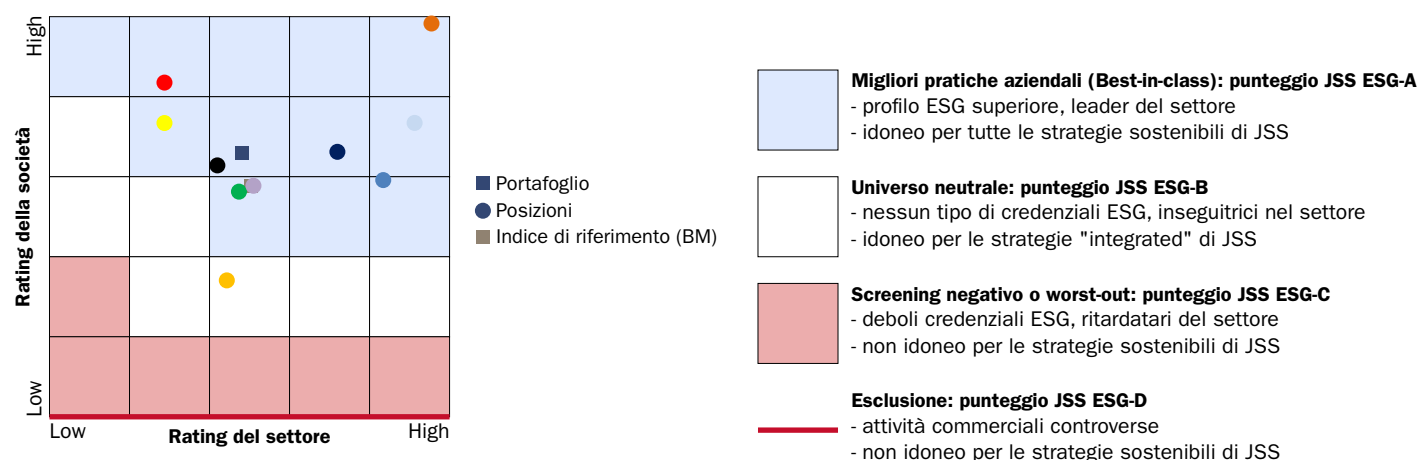 High
Rating della società
Low
Low
Rating del settore
High
Portafoglio
Posizioni
Indice di riferimento (BM)
Migliori pratiche aziendali (Best-in-class): punteggio JSS ESG-A
- profilo ESG superiore, leader del settore
- idoneo per tutte le strategie sostenibili di JSS
Universo neutrale: punteggio JSS ESG-B
- nessun tipo di credenziali ESG, inseguitrici nel settore
- idoneo per le strategie "integrated" di JSS
Screening negativo o worst-out: punteggio JSS ESG-C
- deboli credenziali ESG, ritardatari del settore
- non idoneo per le strategie sostenibili di JSS
Esclusione: punteggio JSS ESG-D
- attività commerciali controverse
- non idoneo per le strategie sostenibili di JSS